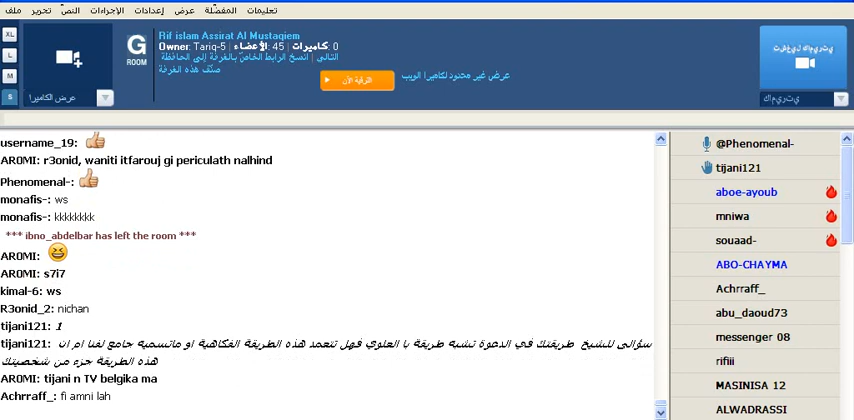 ملف تحرير النصّ الإجراءات إعدادات عرض المفضّلة تعليمات
XL
L
M
S
عرض الكاميرا
G
ROOM
Rif islam Assirat Al Mustaqiem
Owner: Tariq-5 | الأعضاء: 45 | كاميرات: 0
التالي | انسخ الرابط الخاصّ بالغرفة إلى الحافظة
صنّف هذه الغرفة
الترقية الآن
عرض غير محدود لكاميرا الويب
username_19:
AR0MI: r3onid, waniti itfarouj gi periculath nalhind
Phenomenal-:
monafis-: ws
monafis-: kkkkkkkk
*** ibno_abdelbar has left the room ***
AR0MI:
AR0MI: s7i7
kimal-6: ws
R3onid_2: nichan
tijani121: 1
tijani121: سؤالي للشيخ طريقتك في الدعوة تشبه طريقة با العلوي فهل تتعمد هذه الطريقة الفكاهية او ماتسميه جامع لفنا ام ان
هذه الطريقة جزء من شخصيتك
AR0MI: tijani n TV belgika ma
Achrraff_: fi amni lah
@Phenomenal-
tijani121
aboe-ayoub
mniwa
souaad-
ABO-CHAYMA
Achrraff_
abu_daoud73
messenger 08
rifiii
MASINISA 12
ALWADRASSI